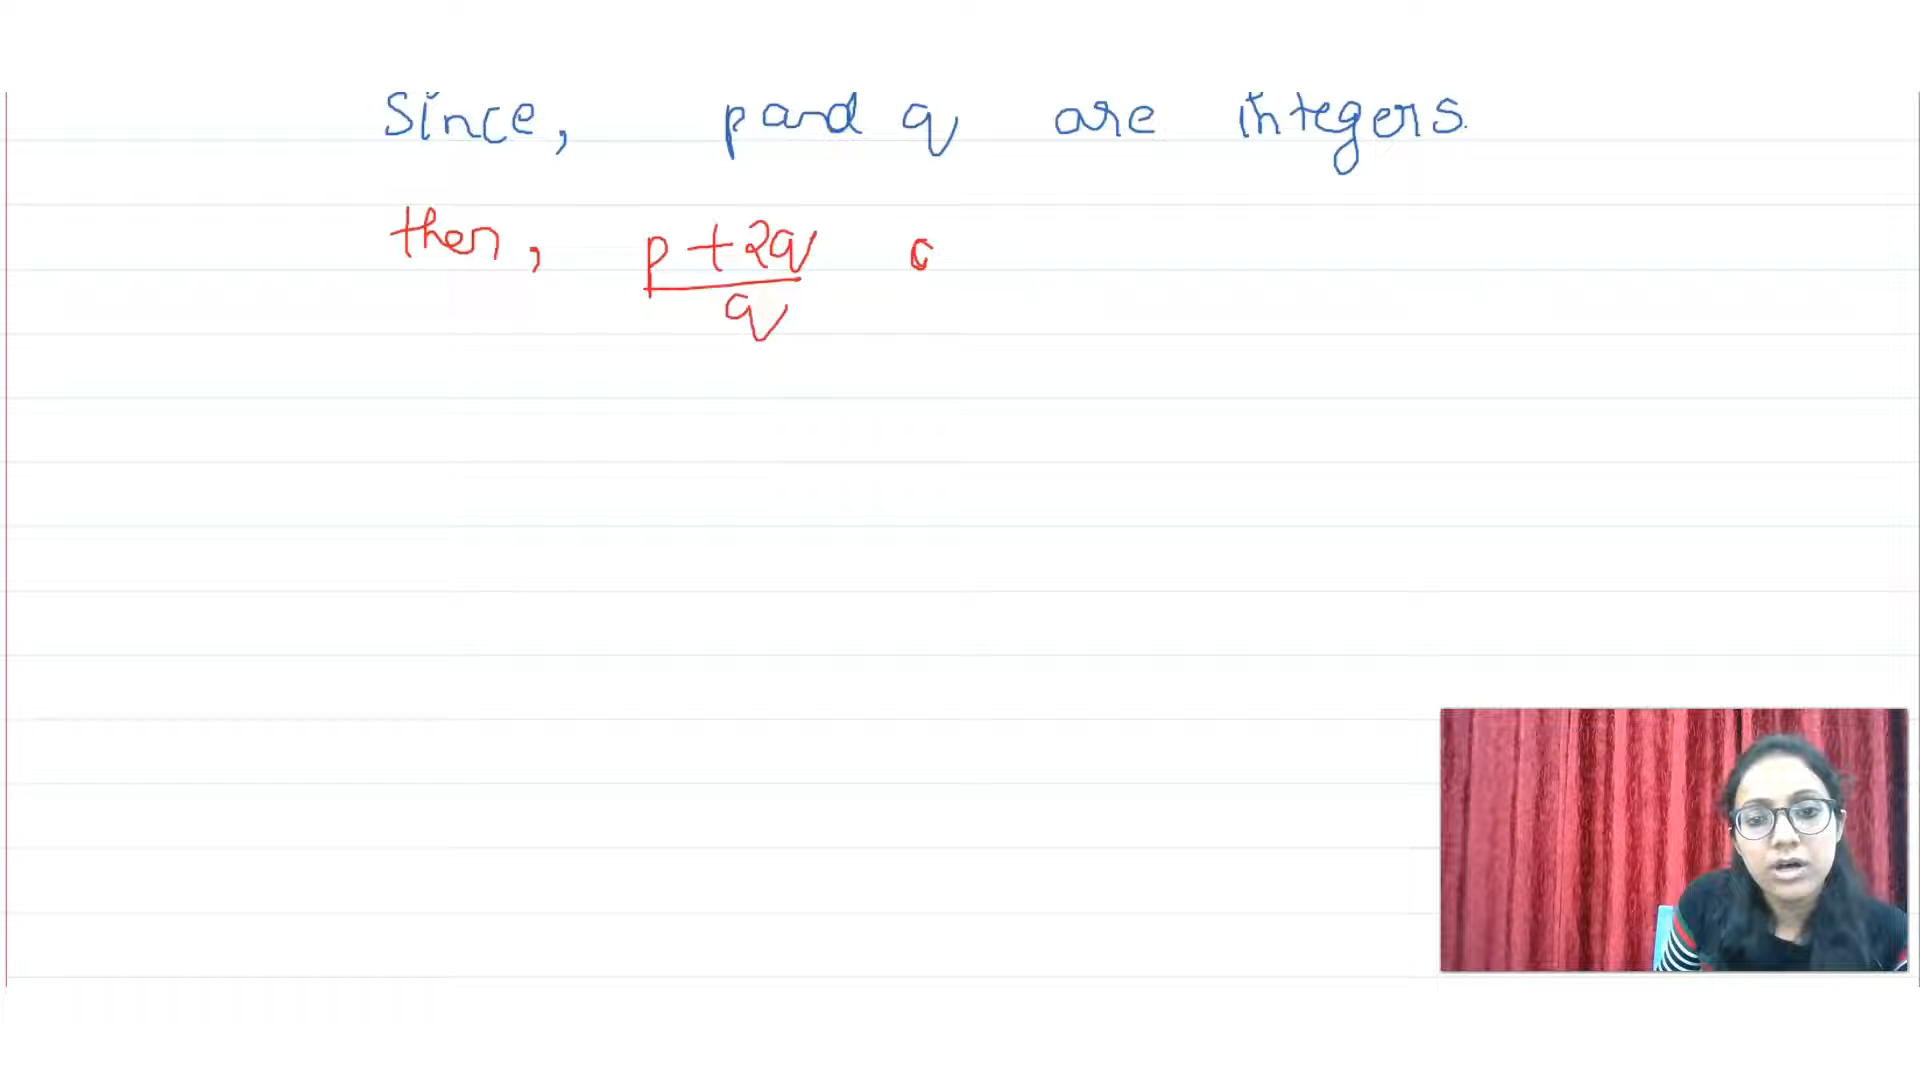 Since, p and q are integers.
then, p + 2q
q